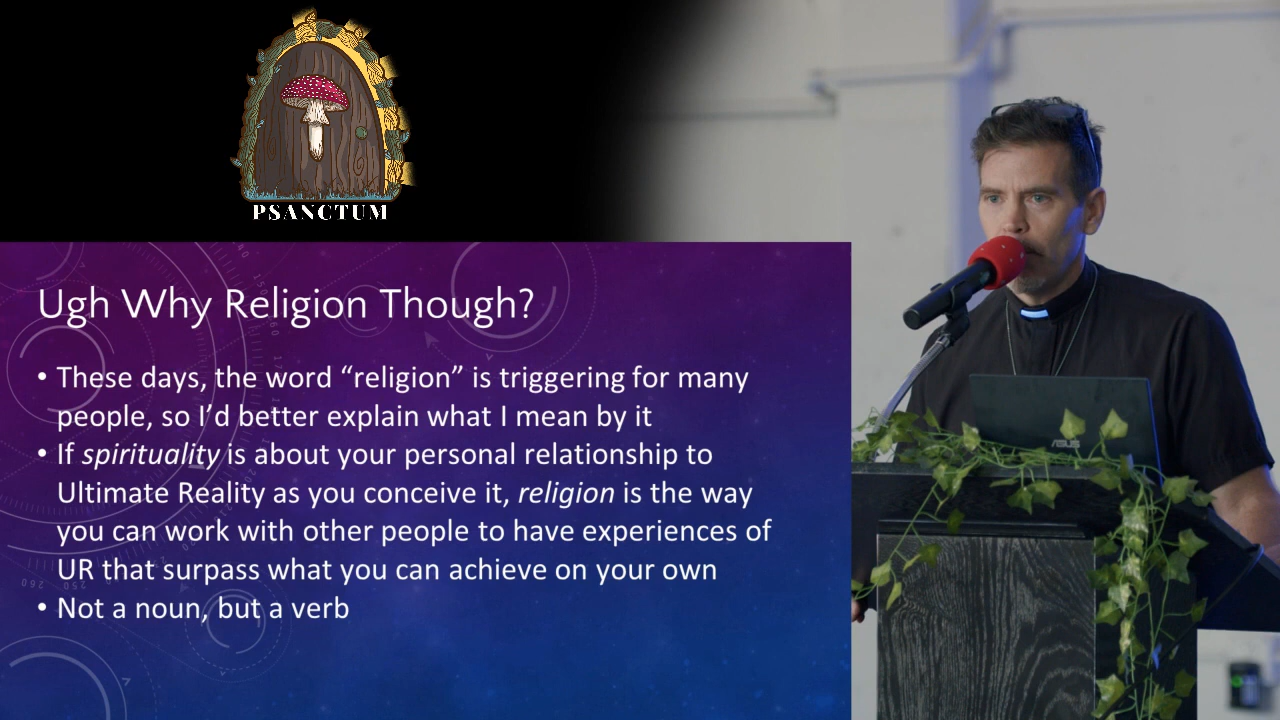 PSANCTUM
Ugh Why Religion Though?
• These days, the word “religion” is triggering for many
people, so I’d better explain what I mean by it
• If spirituality is about your personal relationship to
Ultimate Reality as you conceive it, religion is the way
you can work with other people to have experiences of
UR that surpass what you can achieve on your own
• Not a noun, but a verb
ASUS